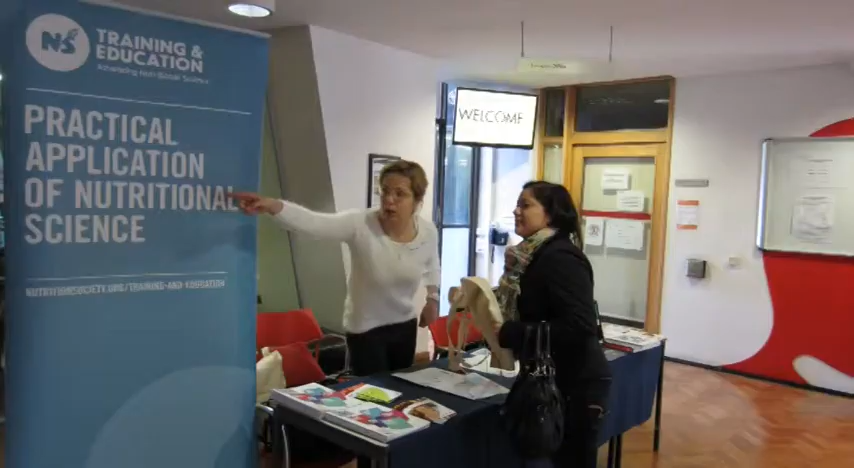 NS
TRAINING &
EDUCATION
Advancing Nutritional Science
PRACTICAL
APPLICATION
OF NUTRITIONAL
SCIENCE
NUTRITIONSOCIETY.ORG/TRAINING-AND-EDUCATION
WELCOME